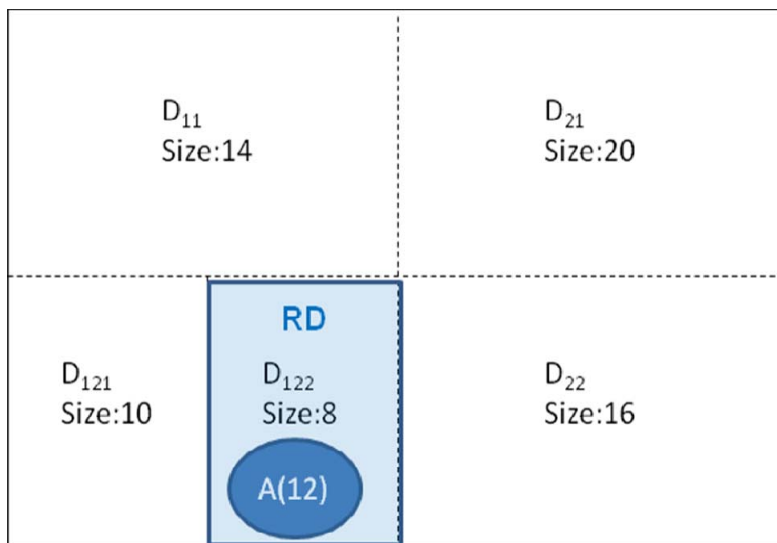 D₁₁
Size:14
D₂₁
Size:20
RD
D₁₂₁
Size:10
D₁₂₂
Size:8
D₂₂
Size:16
A(12)